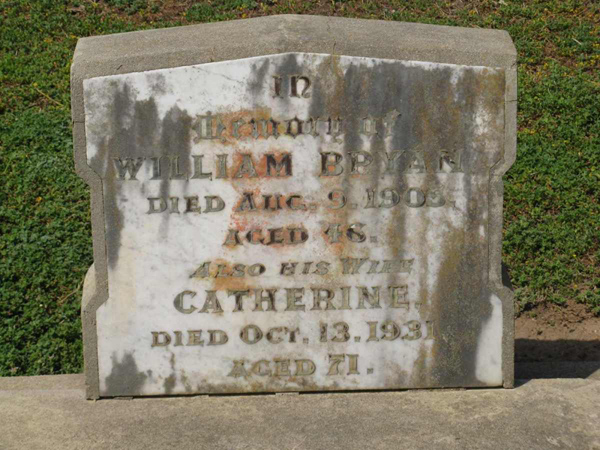 IN
Memory of
WILLIAM BRYAN
DIED AUG. 9. 1903.
AGED 48.
ALSO HIS WIFE
CATHERINE.
DIED OCT. 13. 1931
AGED 71.